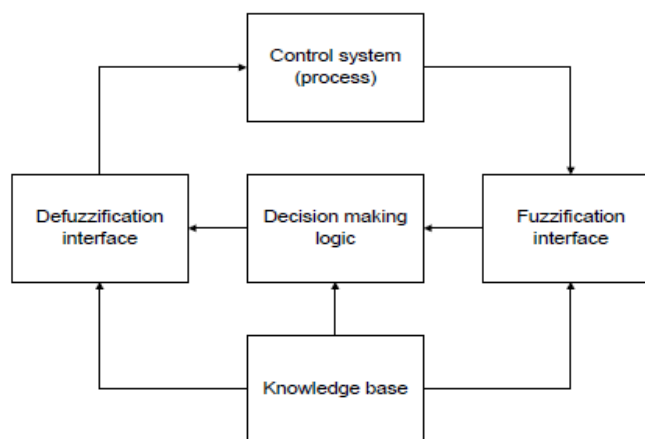 Control system
(process)
Defuzzification
interface
Decision making
logic
Fuzzification
interface
Knowledge base